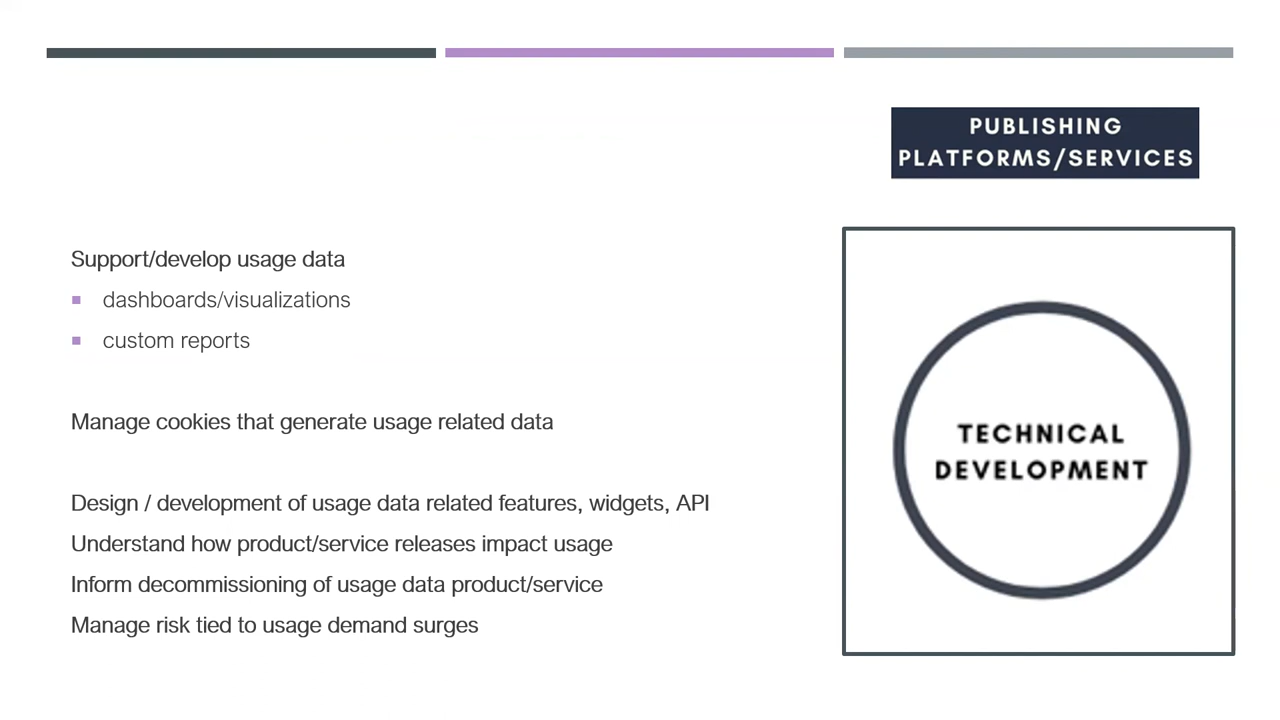 PUBLISHING
PLATFORMS/SERVICES
Support/develop usage data
dashboards/visualizations
custom reports
Manage cookies that generate usage related data
Design / development of usage data related features, widgets, API
Understand how product/service releases impact usage
Inform decommissioning of usage data product/service
Manage risk tied to usage demand surges
TECHNICAL
DEVELOPMENT